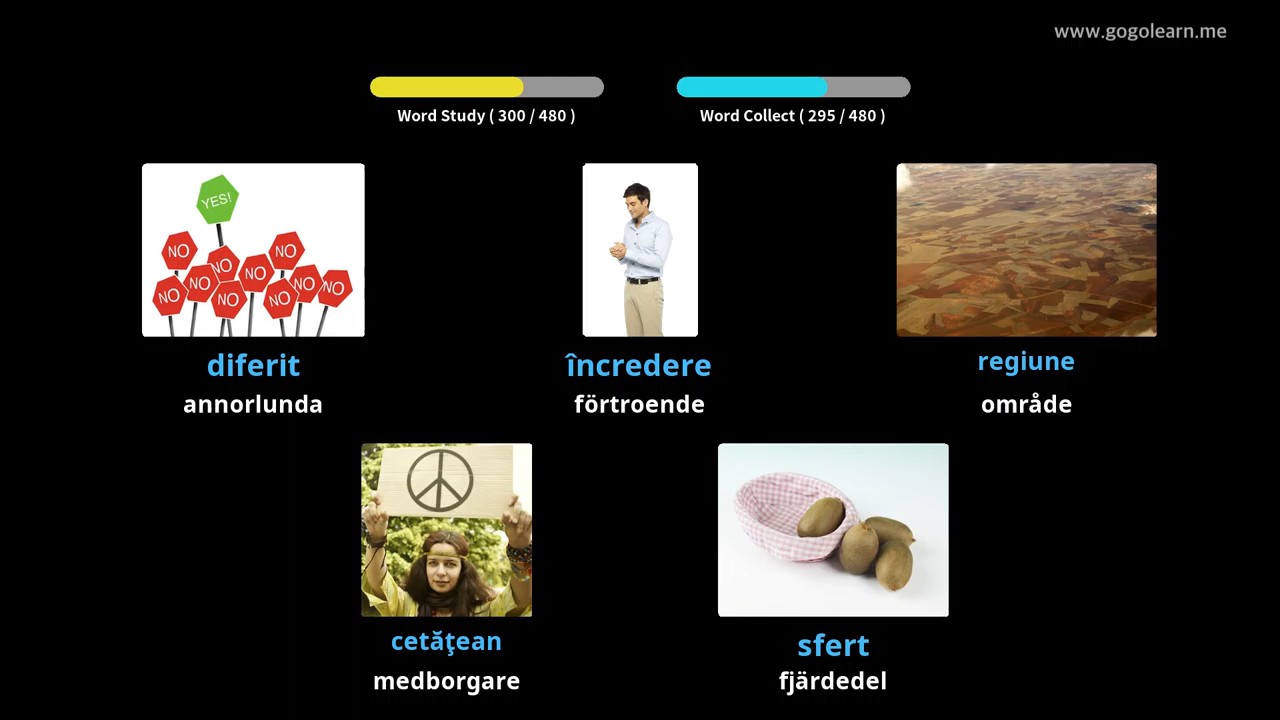 www.gogolearn.me
Word Study ( 300 / 480 )
Word Collect ( 295 / 480 )
YES!
NO
NO
NO
NO
NO
NO
NO
NO
NO
NO
diferit
încredere
regiune
annorlunda
förtroende
område
cetăţean
sfert
medborgare
fjärdedel